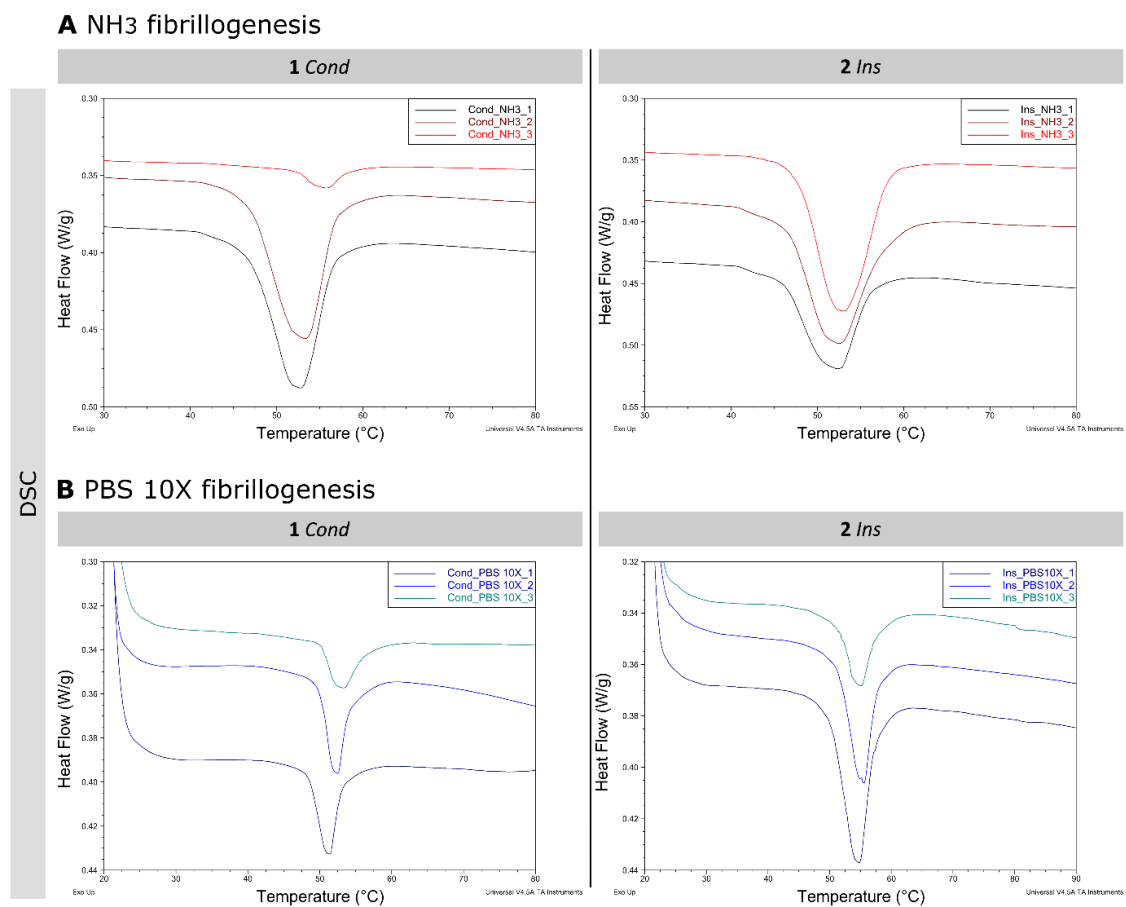 A NH3 fibrillogenesis
1 Cond
2 Ins
DSC
Cond_NH3_1
Cond_NH3_2
Cond_NH3_3
0.30
0.35
0.40
0.45
0.50
Heat Flow (W/g)
30 40 50 60 70 80
Exo Up
Temperature (°C)
Universal V4.5A TA Instruments
Ins_NH3_1
Ins_NH3_2
Ins_NH3_3
0.30
0.35
0.40
0.45
0.50
0.55
Heat Flow (W/g)
30 40 50 60 70 80
Exo Up
Temperature (°C)
Universal V4.5A TA Instruments
B PBS 10X fibrillogenesis
1 Cond
2 Ins
Cond_PBS 10X_1
Cond_PBS 10X_2
Cond_PBS 10X_3
0.30
0.32
0.34
0.36
0.38
0.40
0.42
0.44
Heat Flow (W/g)
20 30 40 50 60 70 80
Exo Up
Temperature (°C)
Universal V4.5A TA Instruments
Ins_PBS10X_1
Ins_PBS10X_2
Ins_PBS10X_3
0.32
0.34
0.36
0.38
0.40
0.42
0.44
Heat Flow (W/g)
20 30 40 50 60 70 80 90
Exo Up
Temperature (°C)
Universal V4.5A TA Instruments